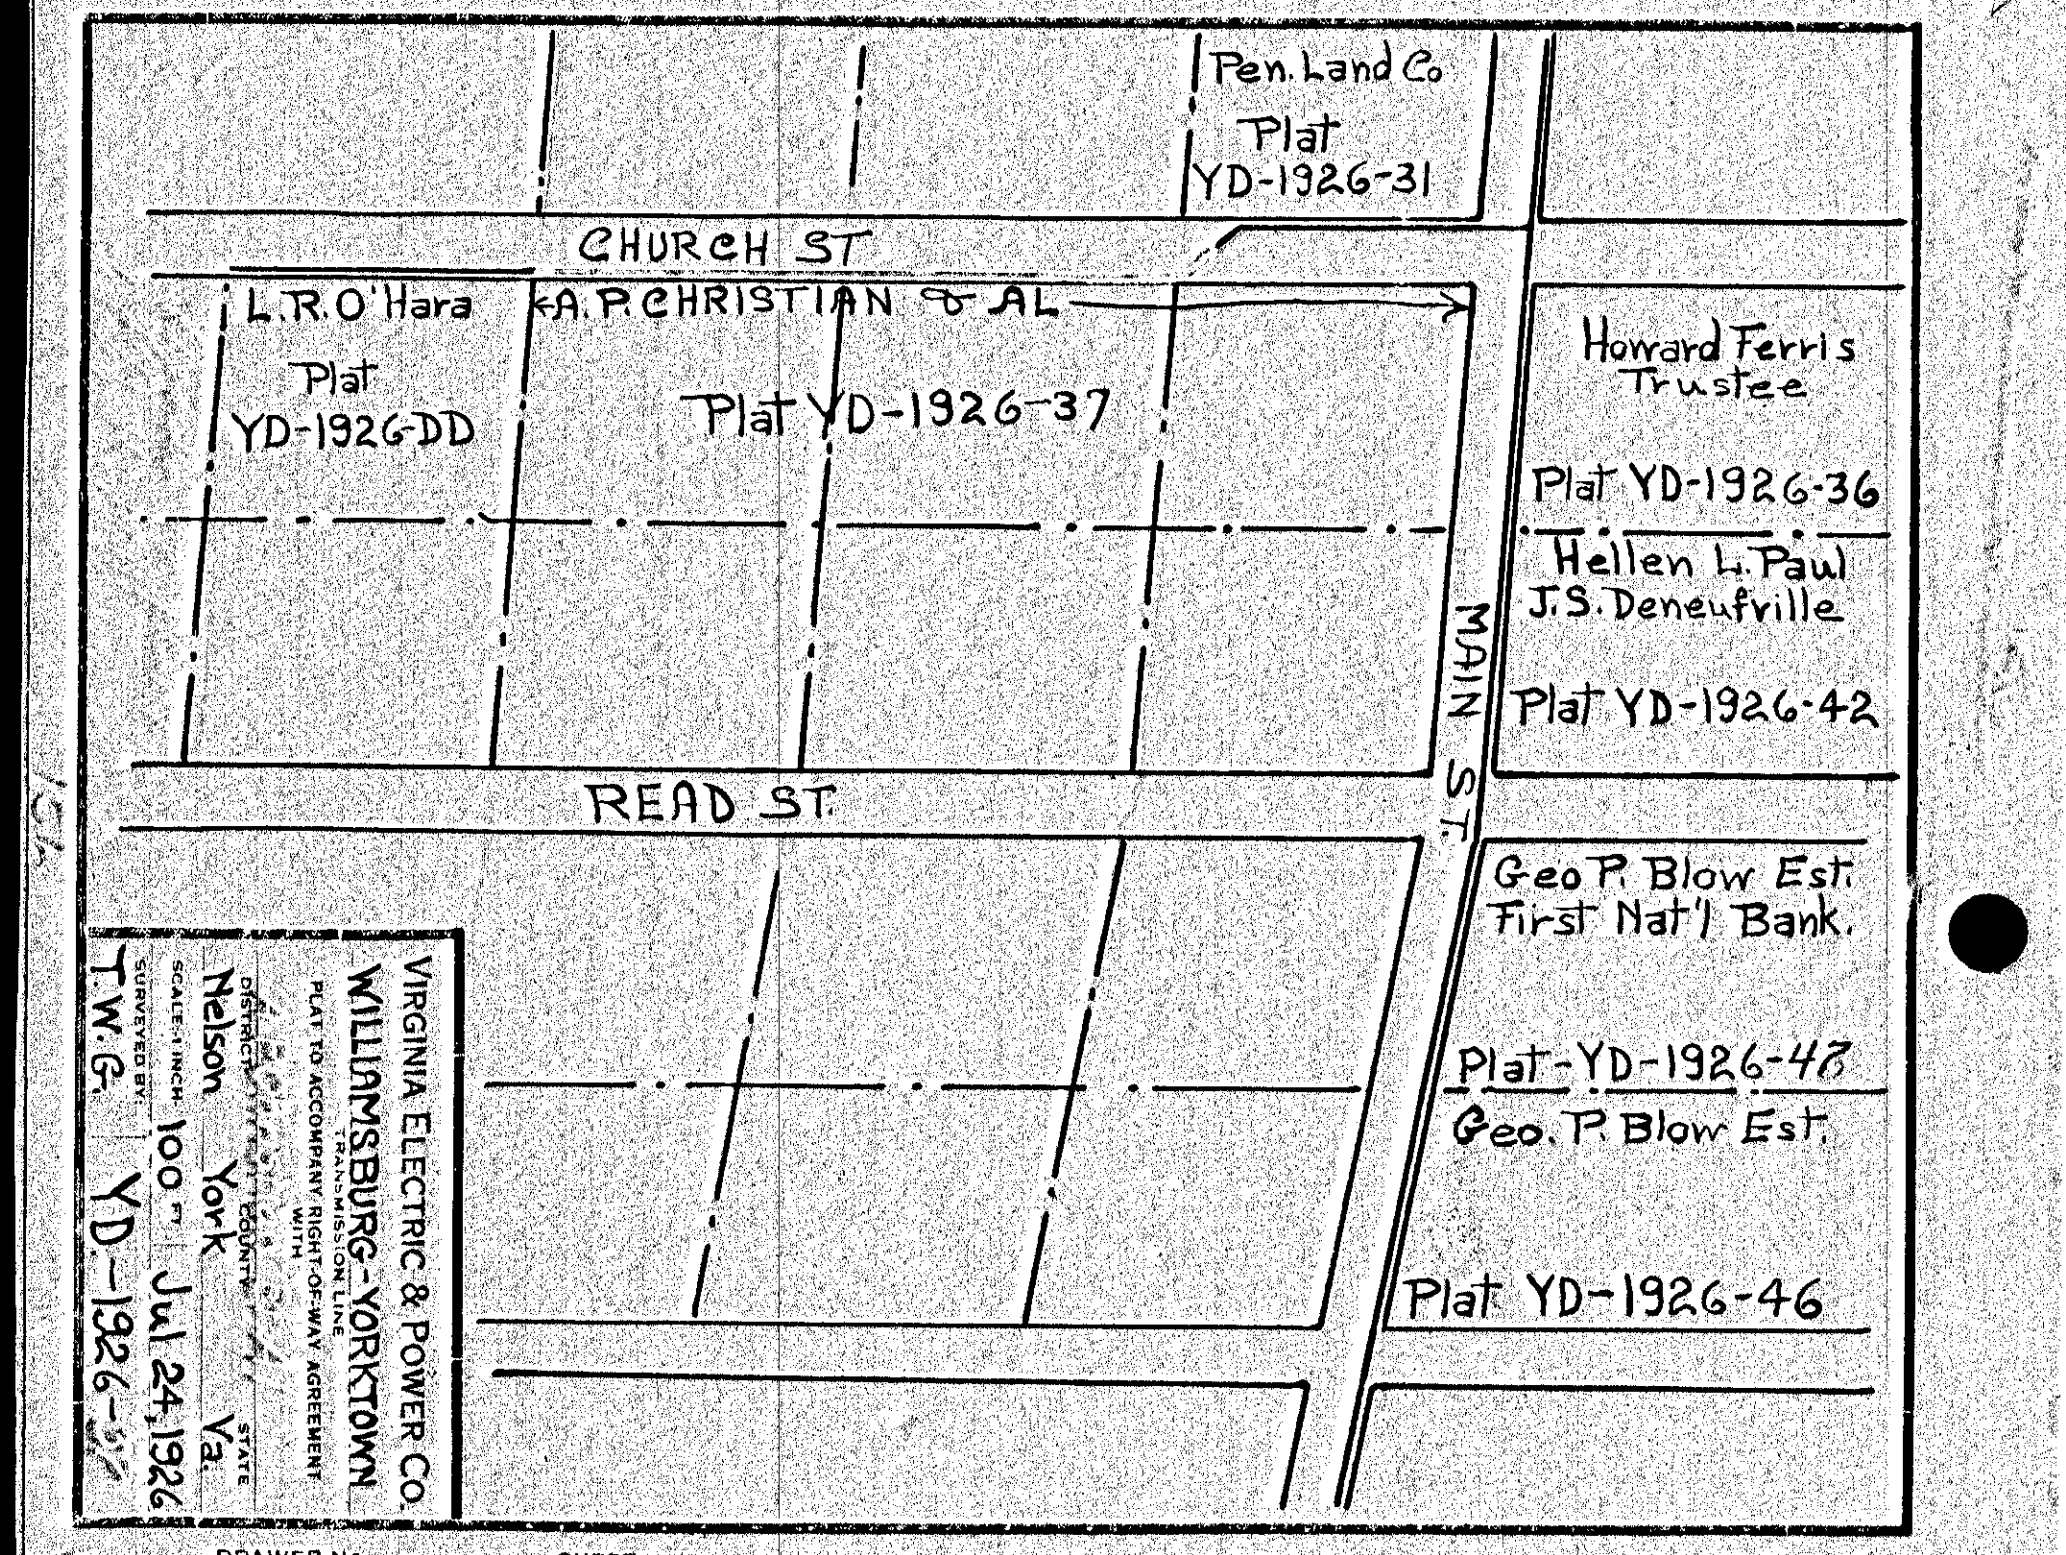 Pen. Land Co
Plat
YD-1926-31
CHURCH ST
L.R.O'Hara
Plat
YD-1926-DD
A.P.CHRISTIAN & AL
Plat YD-1926-37
Howard Ferris
Trustee
Plat YD-1926-36
Hellen L. Paul
J.S. Deneufville
Plat YD-1926-42
MAIN ST.
READ ST.
Geo P. Blow Est.
First Nat'l Bank.
Plat-YD-1926-
Geo. P. Blow Est.
Plat YD-1926-46
VIRGINIA ELECTRIC & POWER CO.
WILLIAMSBURG-YORKTOWN
TRANSMISSION LINE
PLAT TO ACCOMPANY RIGHT-OF-WAY AGREEMENT
WITH
DISTRICT COUNTY STATE
Nelson York Va.
SCALE-1 INCH 100 FT Jul 24, 1926
SURVEYED BY
T.W.G. YD-1926-